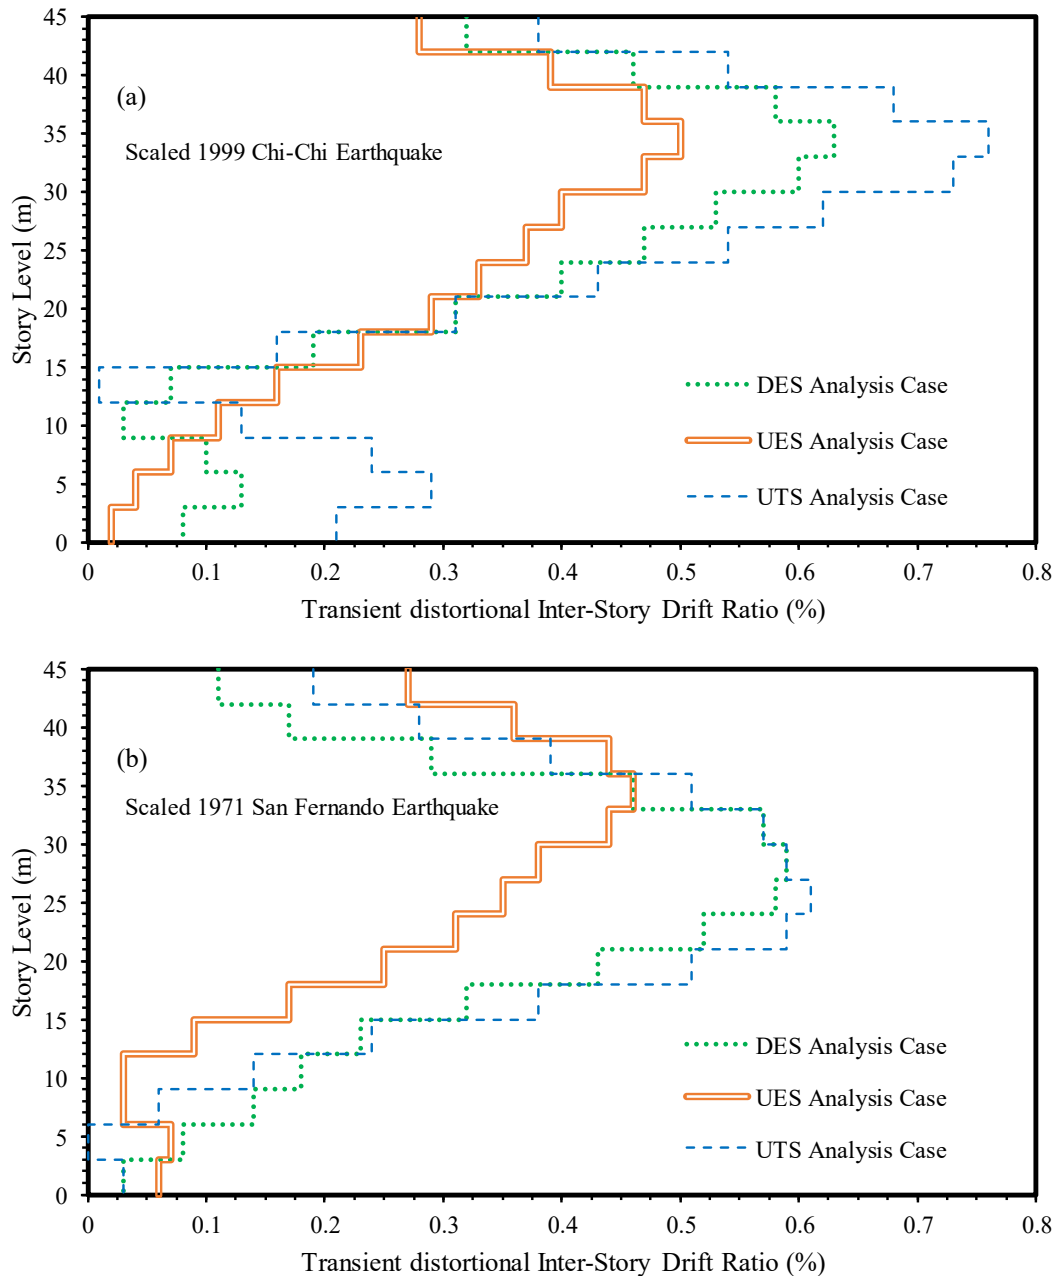 45
40
(a)
35
Scaled 1999 Chi-Chi Earthquake
30
25
Story Level (m)
20
15
DES Analysis Case
10
UES Analysis Case
5
UTS Analysis Case
0
0 0.1 0.2 0.3 0.4 0.5 0.6 0.7 0.8
Transient distortional Inter-Story Drift Ratio (%)
45
40
(b)
35
Scaled 1971 San Fernando Earthquake
30
25
Story Level (m)
20
15
DES Analysis Case
10
UES Analysis Case
5
UTS Analysis Case
0
0 0.1 0.2 0.3 0.4 0.5 0.6 0.7 0.8
Transient distortional Inter-Story Drift Ratio (%)